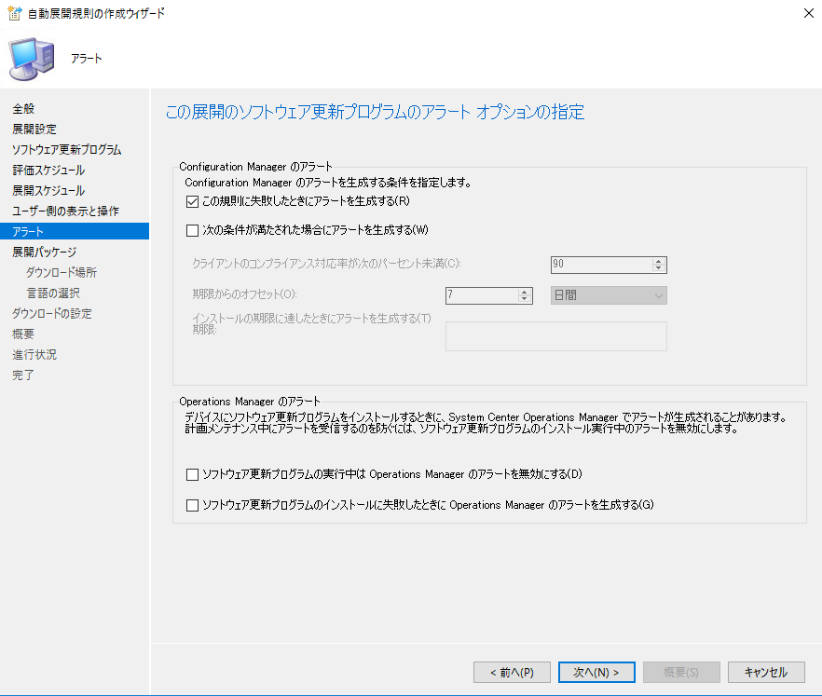 自動展開規則の作成ウィザード
アラート
全般
展開設定
ソフトウェア更新プログラム
評価スケジュール
展開スケジュール
ユーザー側の表示と操作
アラート
展開パッケージ
ダウンロード場所
言語の選択
ダウンロードの設定
概要
進行状況
完了
この展開のソフトウェア更新プログラムのアラート オプションの指定
Configuration Manager のアラート
Configuration Manager のアラートを生成する条件を指定します。
この規則に失敗したときにアラートを生成する(R)
次の条件が満たされた場合にアラートを生成する(W)
クライアントのコンプライアンス対応率が次のパーセント未満(C): 90
期限からのオフセット(O): 7 日間
インストールの期限に達したときにアラートを生成する(T)
期限:
Operations Manager のアラート
デバイスにソフトウェア更新プログラムをインストールするときに、System Center Operations Manager でアラートが生成されることがあります。
計画メンテナンス中にアラートを受信するのを防ぐには、ソフトウェア更新プログラムのインストール実行中のアラートを無効にします。
ソフトウェア更新プログラムの実行中は Operations Manager のアラートを無効にする(D)
ソフトウェア更新プログラムのインストールに失敗したときに Operations Manager のアラートを生成する(G)
< 前へ(P) 次へ(N) > 概要(S) キャンセル